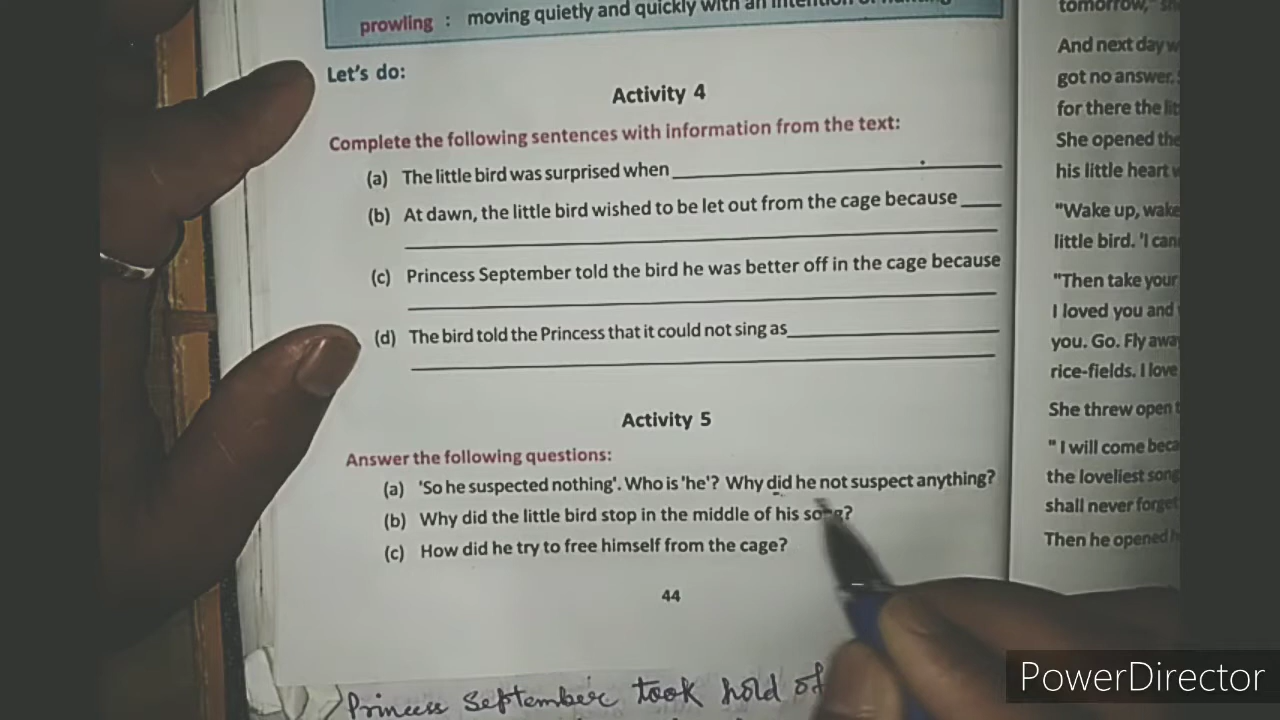 prowling : moving quietly and quickly with an intention of hunting
Let's do:
Activity 4
Complete the following sentences with information from the text:
(a) The little bird was surprised when
(b) At dawn, the little bird wished to be let out from the cage because
(c) Princess September told the bird he was better off in the cage because
(d) The bird told the Princess that it could not sing as
Activity 5
Answer the following questions:
(a) 'So he suspected nothing'. Who is 'he'? Why did he not suspect anything?
(b) Why did the little bird stop in the middle of his song?
(c) How did he try to free himself from the cage?
44
Princess September took hold of
tomorrow,"
And next day
got no answer.
for there the
She opened the
his little heart
"Wake up,
little bird. 'I
"Then take your
I loved you and
you. Go. Fly
rice-fields. I love
She threw open
" I will come
the loveliest song
shall never forget
Then he opened
PowerDirector